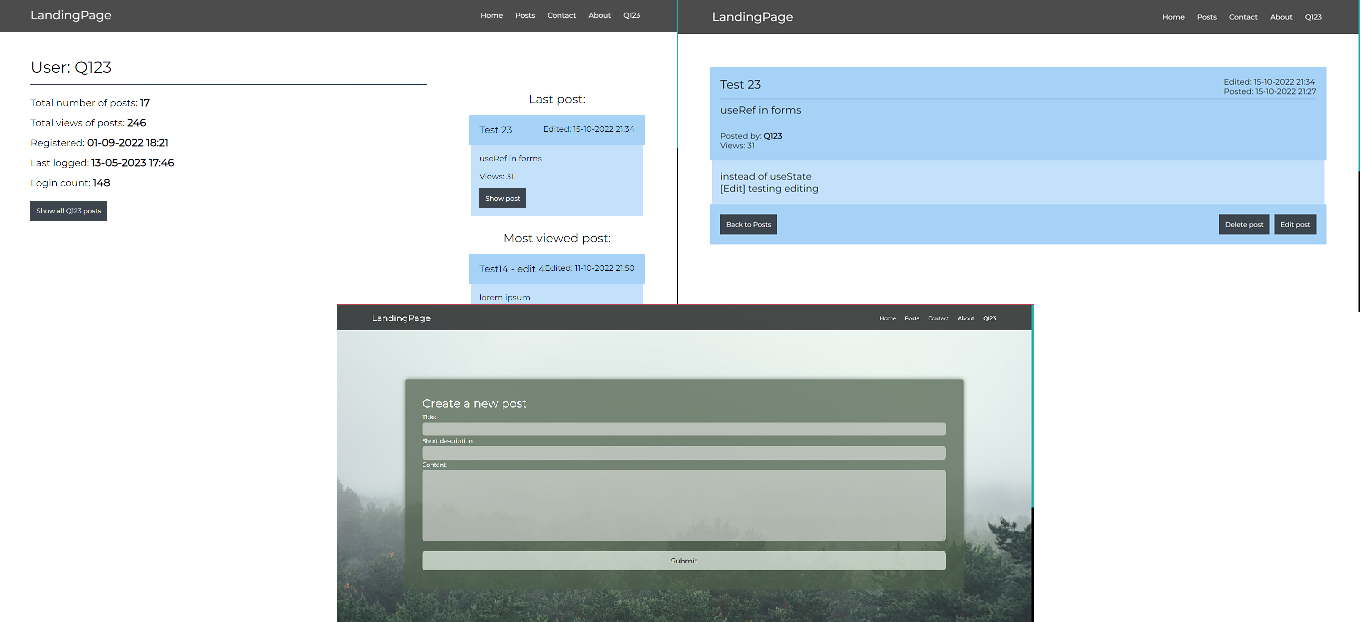 LandingPage
Home Posts Contact About Q123
User: Q123
Total number of posts: 17
Total views of posts: 246
Registered: 01-09-2022 18:21
Last logged: 13-05-2023 17:46
Login count: 148
Show all Q123 posts
Last post:
Test 23 Edited: 15-10-2022 21:34
useRef in forms
Views: 31
Show post
Most viewed post:
Test14 - edit 4 Edited: 11-10-2022 21:50
lorem ipsum
LandingPage
Home Posts Contact About Q123
Test 23
Edited: 15-10-2022 21:34
Posted: 15-10-2022 21:27
useRef in forms
Posted by: Q123
Views: 31
instead of useState
[Edit] testing editing
Back to Posts Delete post Edit post
LandingPage
Home Posts Contact About Q123
Create a new post
Title:
Short description:
Content:
Submit